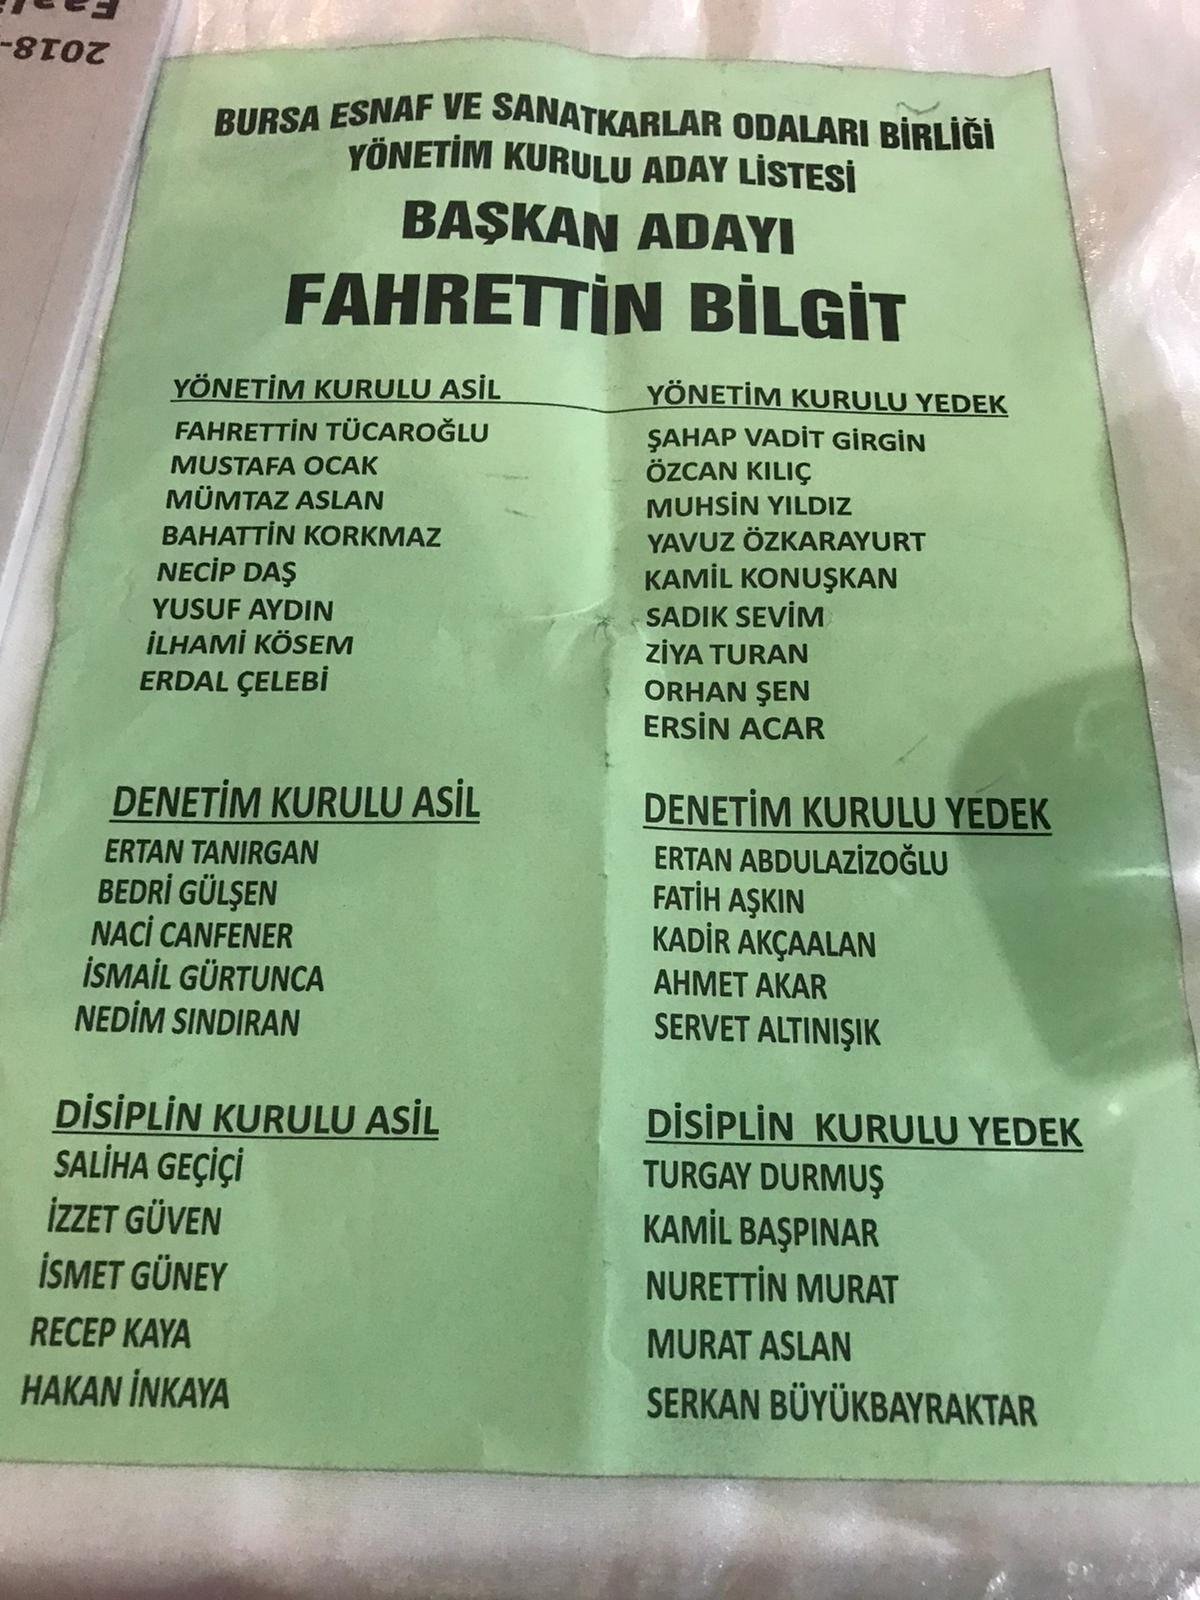 2018-
BURSA ESNAF VE SANATKARLAR ODALARI BİRLİĞİ
YÖNETİM KURULU ADAY LİSTESİ
BAŞKAN ADAYI
FAHRETTİN BİLGİT
YÖNETİM KURULU ASİL
FAHRETTİN TÜCAROĞLU
MUSTAFA OCAK
MÜMTAZ ASLAN
BAHATTİN KORKMAZ
NECİP DAŞ
YUSUF AYDIN
İLHAMİ KÖSEM
ERDAL ÇELEBİ
YÖNETİM KURULU YEDEK
ŞAHAP VADİT GİRGİN
ÖZCAN KILIÇ
MUHSİN YILDIZ
YAVUZ ÖZKARAYURT
KAMİL KONUŞKAN
SADIK SEVİM
ZİYA TURAN
ORHAN ŞEN
ERSİN ACAR
DENETİM KURULU ASİL
ERTAN TANIRGAN
BEDRİ GÜLŞEN
NACİ CANFENER
İSMAİL GÜRTUNCA
NEDİM SINDIRAN
DENETİM KURULU YEDEK
ERTAN ABDULAZİZOĞLU
FATİH AŞKIN
KADİR AKÇAALAN
AHMET AKAR
SERVET ALTINIŞIK
DİSİPLİN KURULU ASİL
SALİHA GEÇİÇİ
İZZET GÜVEN
İSMET GÜNEY
RECEP KAYA
HAKAN İNKAYA
DİSİPLİN KURULU YEDEK
TURGAY DURMUŞ
KAMİL BAŞPINAR
NURETTİN MURAT
MURAT ASLAN
SERKAN BÜYÜKBAYRAKTAR